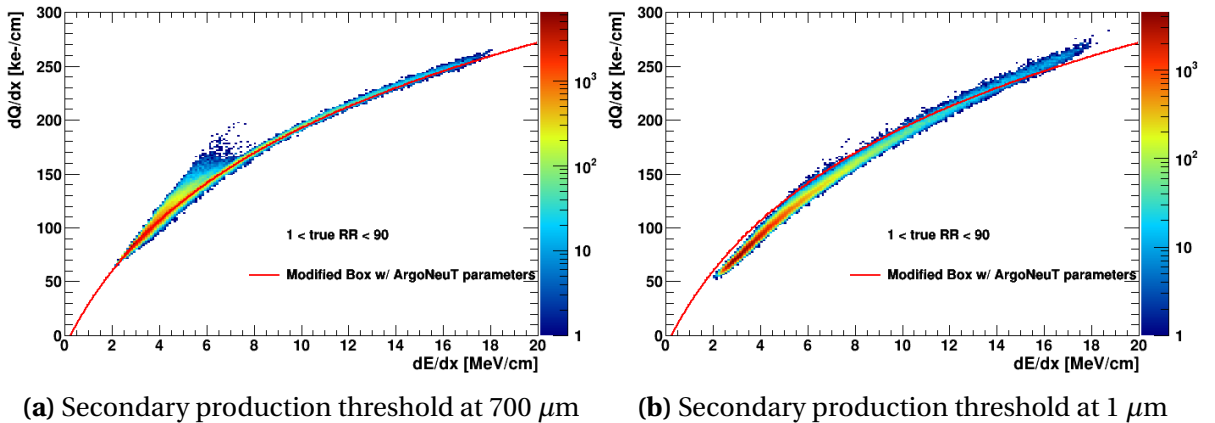 300
250
200
150
100
50
0
dQ/dx [ke-/cm]
0 2 4 6 8 10 12 14 16 18 20
dE/dx [MeV/cm]
1 < true RR < 90
Modified Box w/ ArgoNeuT parameters
10³
10²
10
1
(a) Secondary production threshold at 700 μm
300
250
200
150
100
50
0
dQ/dx [ke-/cm]
0 2 4 6 8 10 12 14 16 18 20
dE/dx [MeV/cm]
1 < true RR < 90
Modified Box w/ ArgoNeuT parameters
10³
10²
10
1
(b) Secondary production threshold at 1 μm